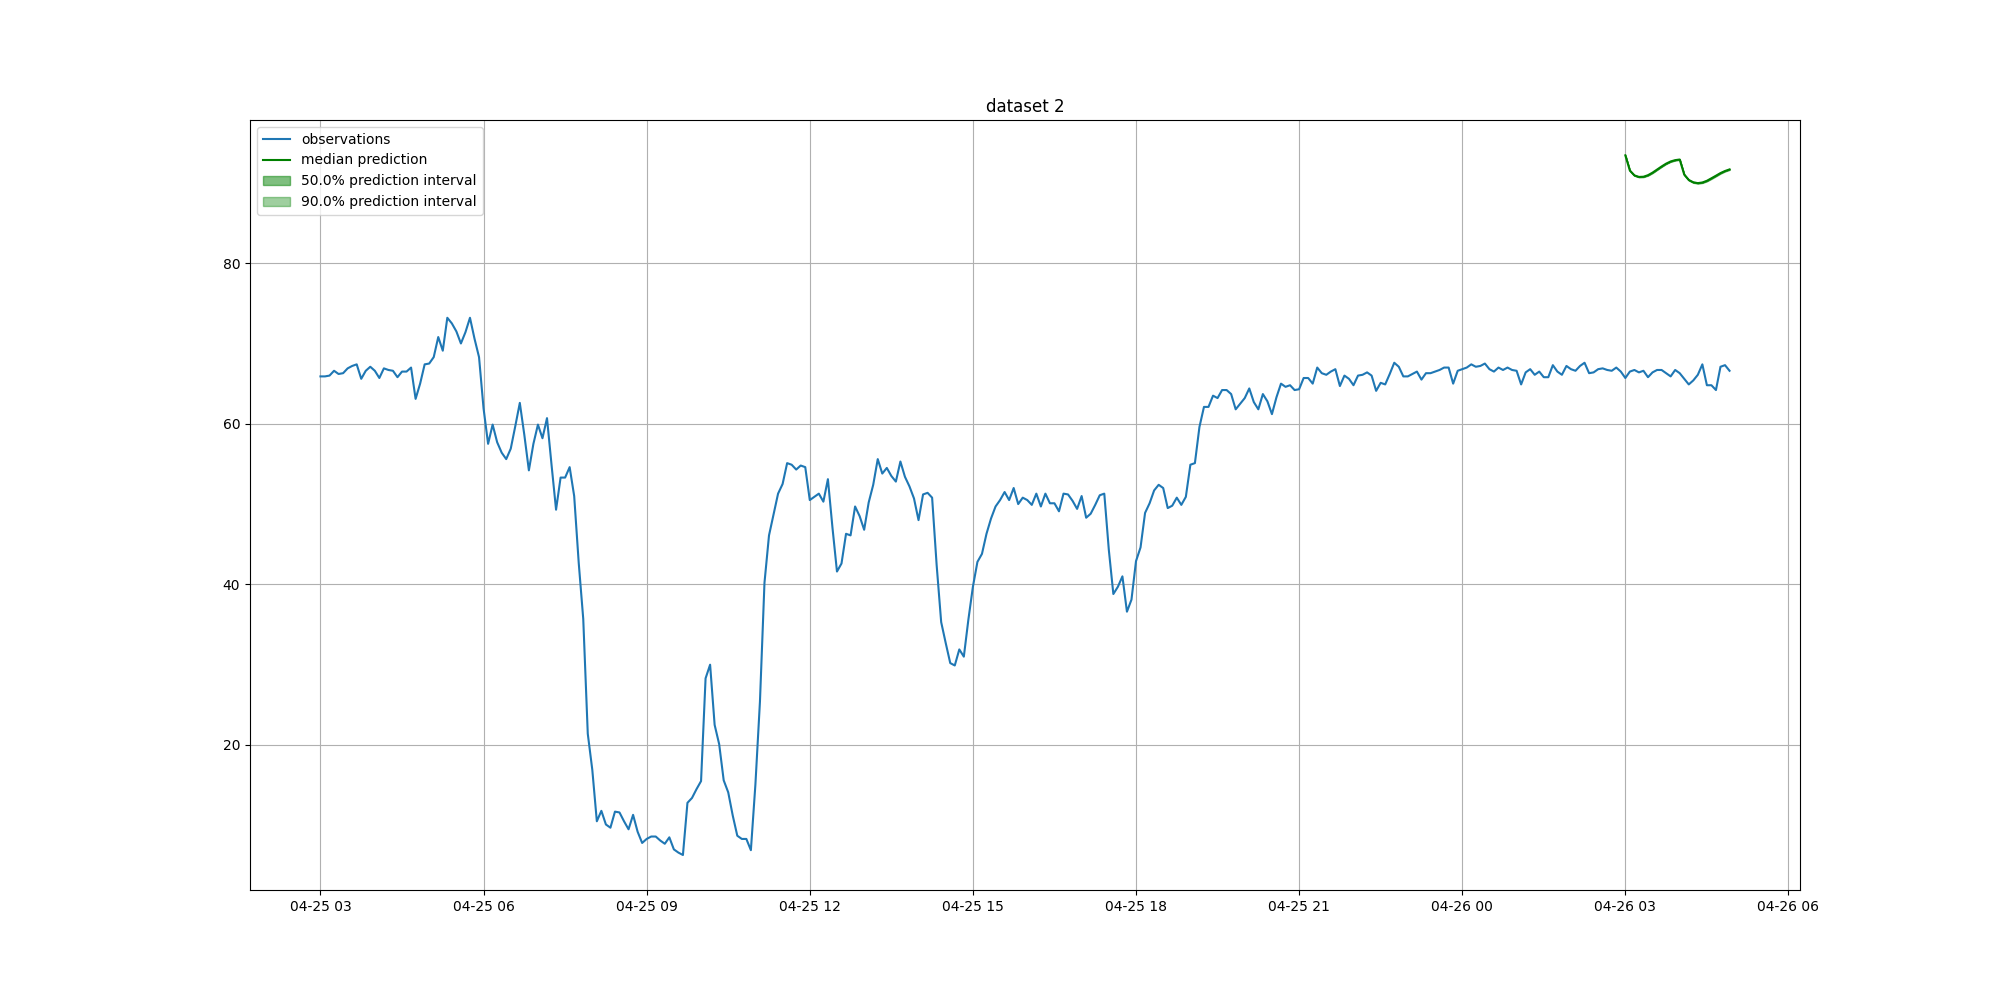 dataset 2
observations
median prediction
50.0% prediction interval
90.0% prediction interval
80
60
40
20
04-25 03
04-25 06
04-25 09
04-25 12
04-25 15
04-25 18
04-25 21
04-26 00
04-26 03
04-26 06